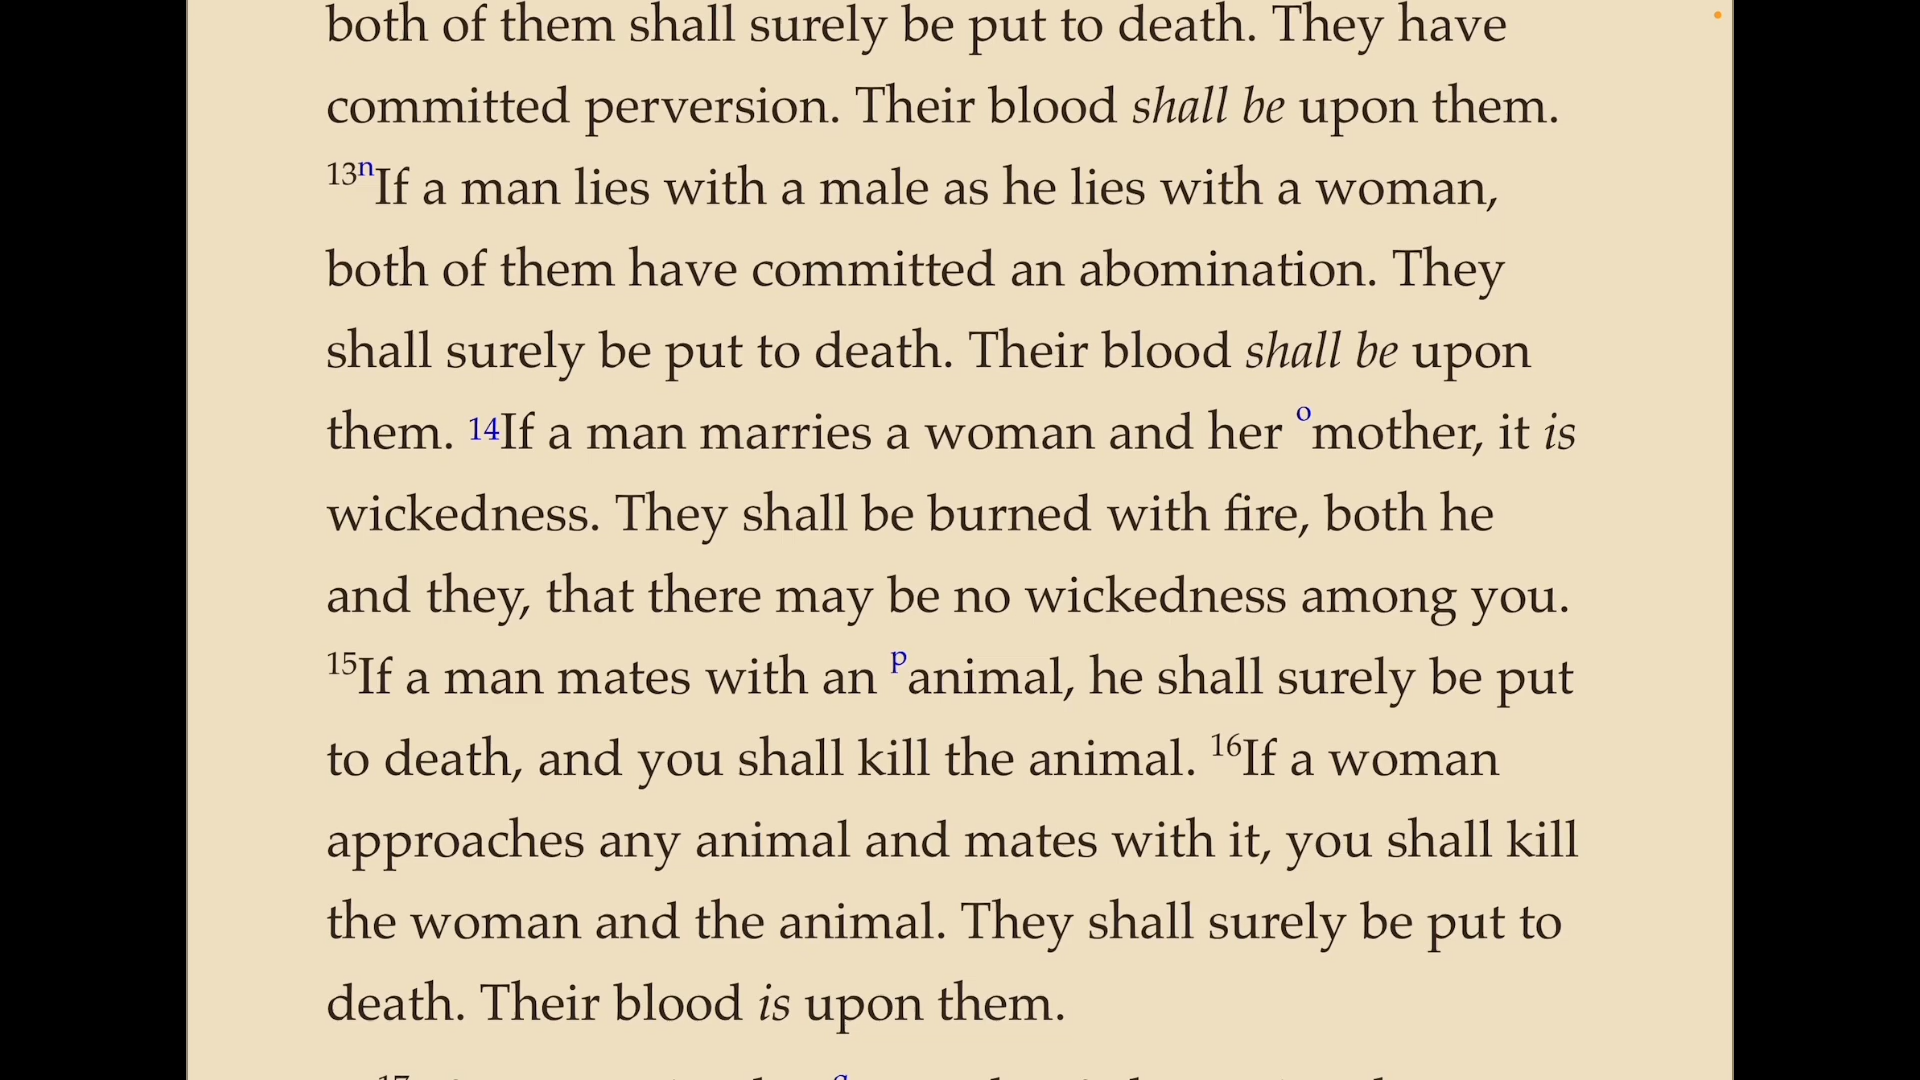 both of them shall surely be put to death. They have
committed perversion. Their blood shall be upon them.
13nIf a man lies with a male as he lies with a woman,
both of them have committed an abomination. They
shall surely be put to death. Their blood shall be upon
them. 14If a man marries a woman and her omother, it is
wickedness. They shall be burned with fire, both he
and they, that there may be no wickedness among you.
15If a man mates with an panimal, he shall surely be put
to death, and you shall kill the animal. 16If a woman
approaches any animal and mates with it, you shall kill
the woman and the animal. They shall surely be put to
death. Their blood is upon them.